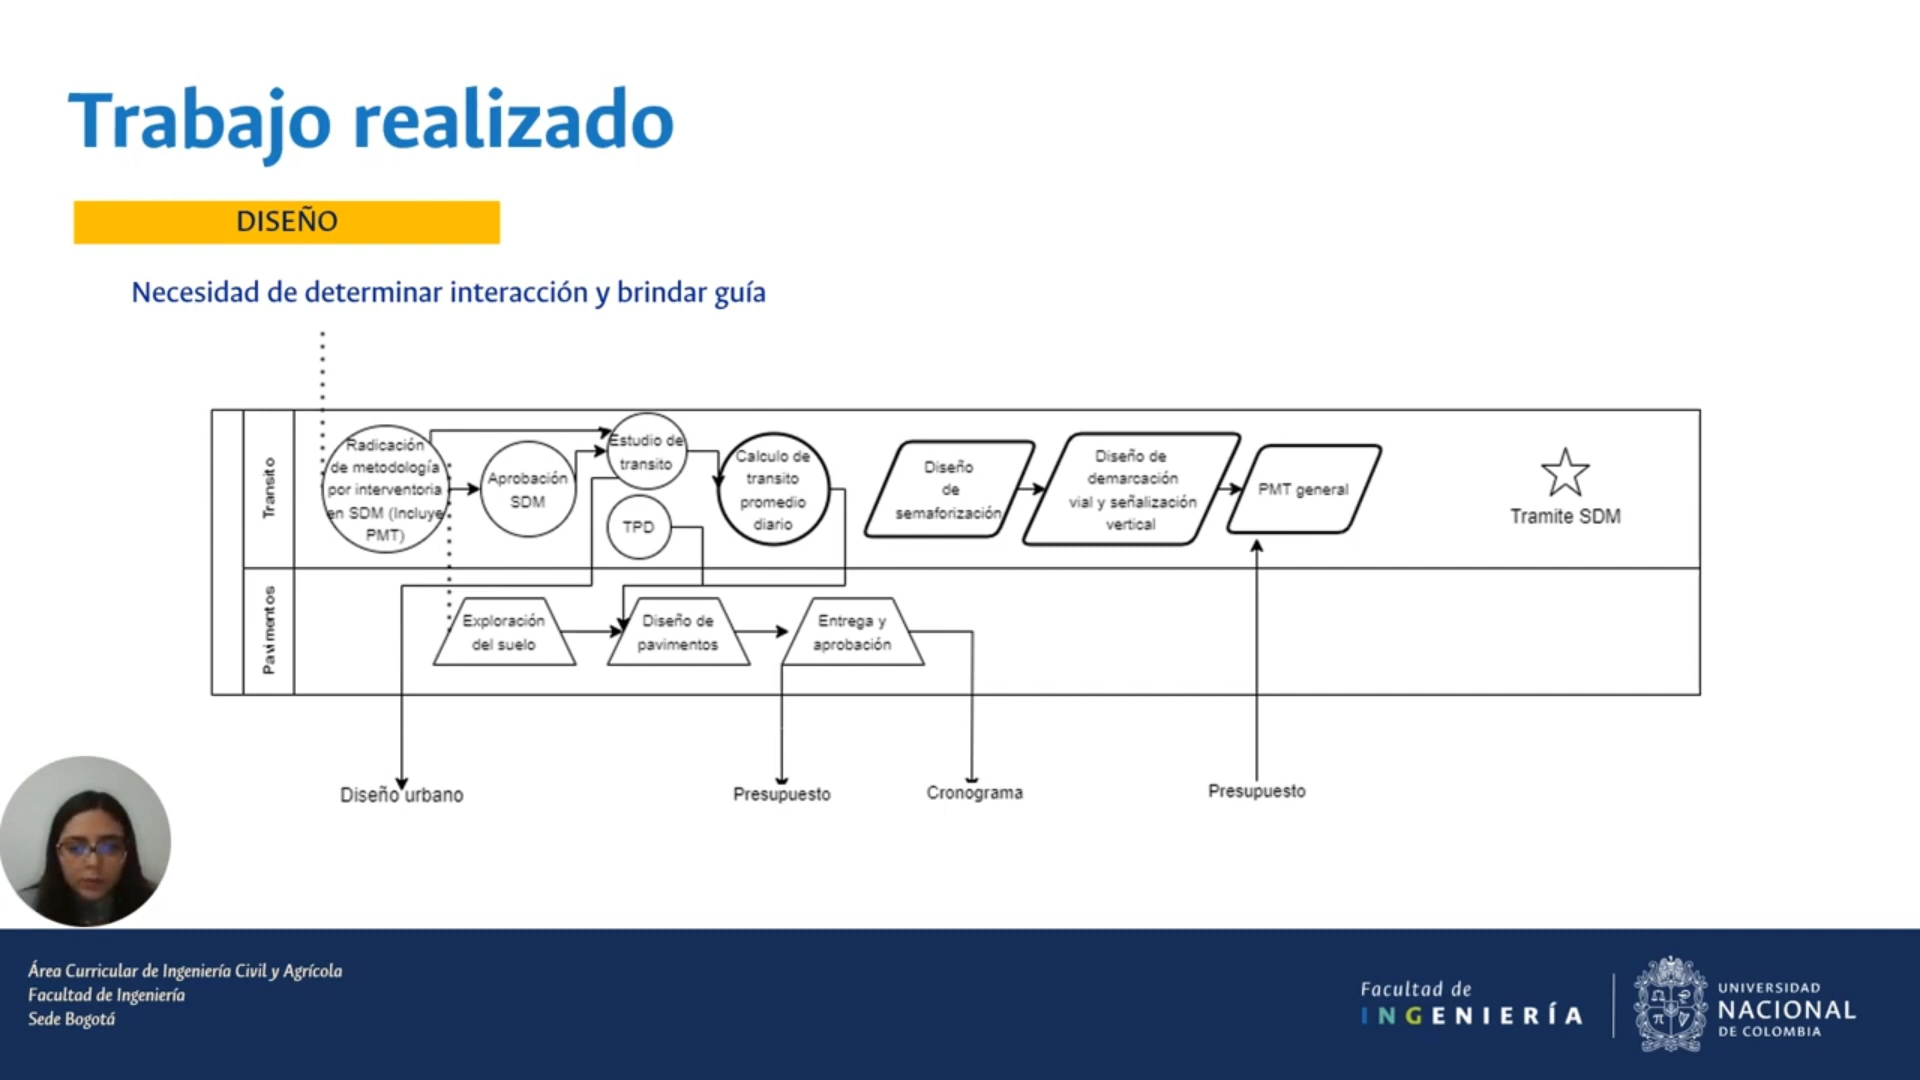 Trabajo realizado
DISEÑO
Necesidad de determinar interacción y brindar guía
Transito
Radicación
de metodología
por interventoria
en SDM (Incluye
PMT)
Aprobación
SDM
Estudio de
transito
TPD
Calculo de
transito
promedio
diario
Diseño
de
semaforización
Diseño de
demarcación
vial y señalización
vertical
PMT general
Tramite SDM
Pavimentos
Exploración
del suelo
Diseño de
pavimentos
Entrega y
aprobación
Diseño urbano
Presupuesto
Cronograma
Presupuesto
Área Curricular de Ingeniería Civil y Agrícola
Facultad de Ingeniería
Sede Bogotá
Facultad de
INGENIERÍA
UNIVERSIDAD
NACIONAL
DE COLOMBIA